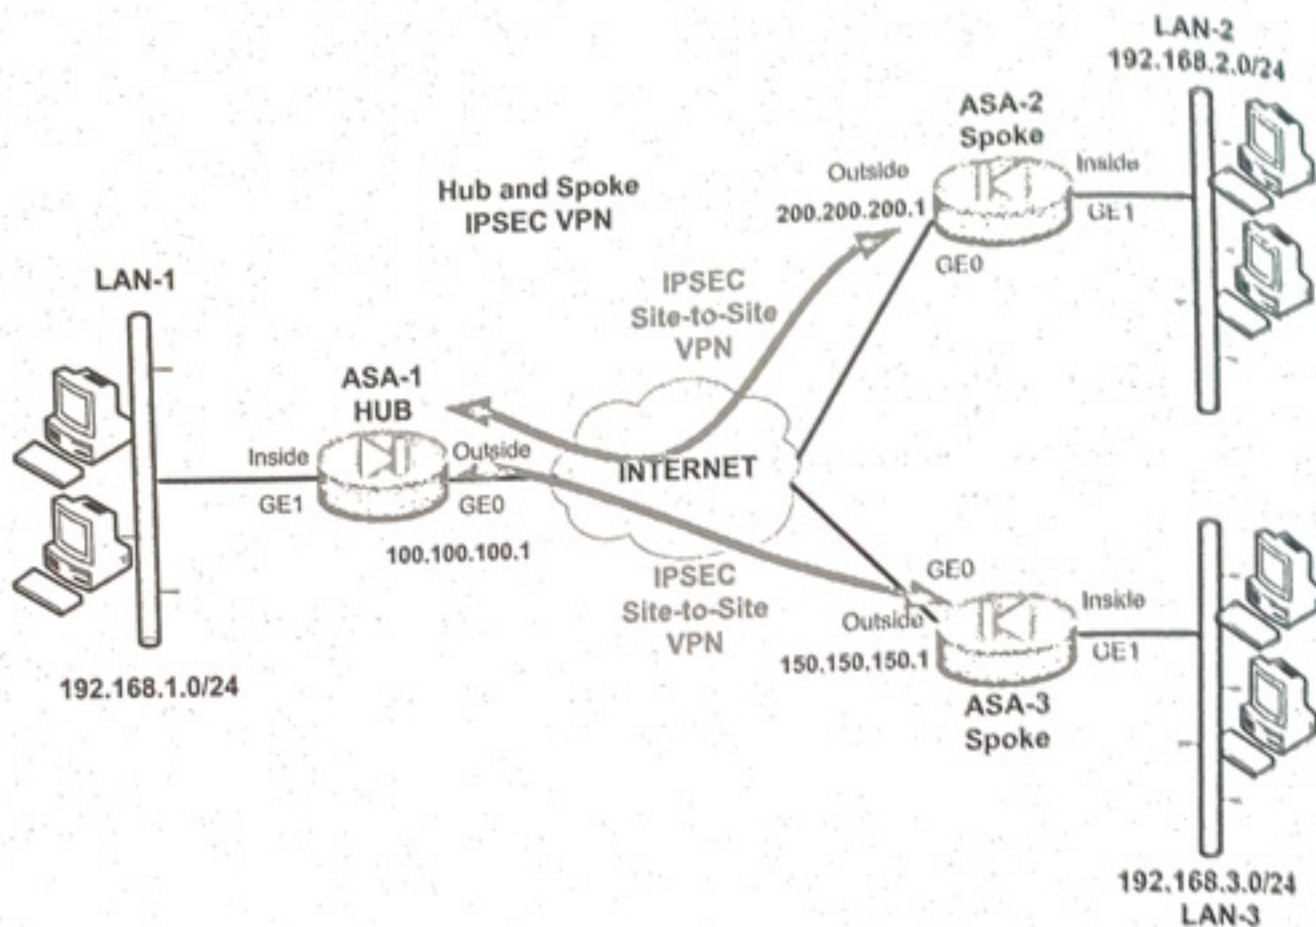 LAN-2
192.168.2.0/24
ASA-2
Spoke
Outside
Inside
200.200.200.1
GE1
GE0
Hub and Spoke
IPSEC VPN
IPSEC
Site-to-Site
VPN
LAN-1
ASA-1
HUB
Inside
Outside
INTERNET
GE1
GE0
100.100.100.1
IPSEC
Site-to-Site
VPN
GE0
Outside
Inside
150.150.150.1
GE1
ASA-3
Spoke
192.168.1.0/24
192.168.3.0/24
LAN-3